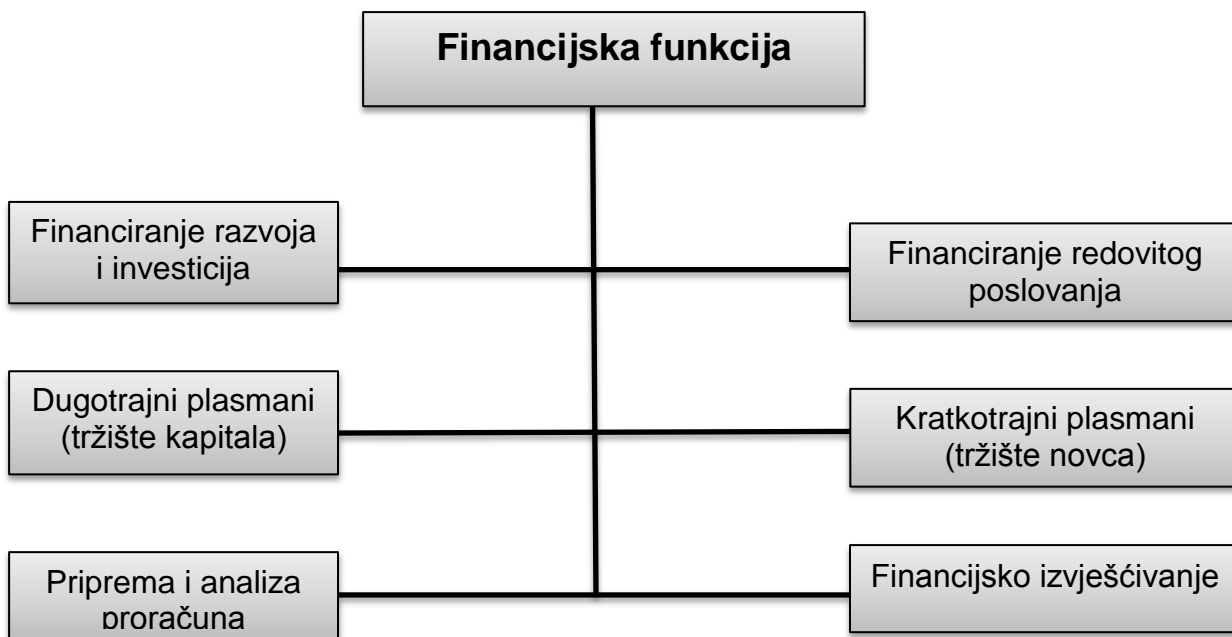 Financijska funkcija
Financiranje razvoja
i investicija
Financiranje redovitog
poslovanja
Dugotrajni plasmani
(tržište kapitala)
Kratkotrajni plasmani
(tržište novca)
Priprema i analiza
proračuna
Financijsko izvješćivanje